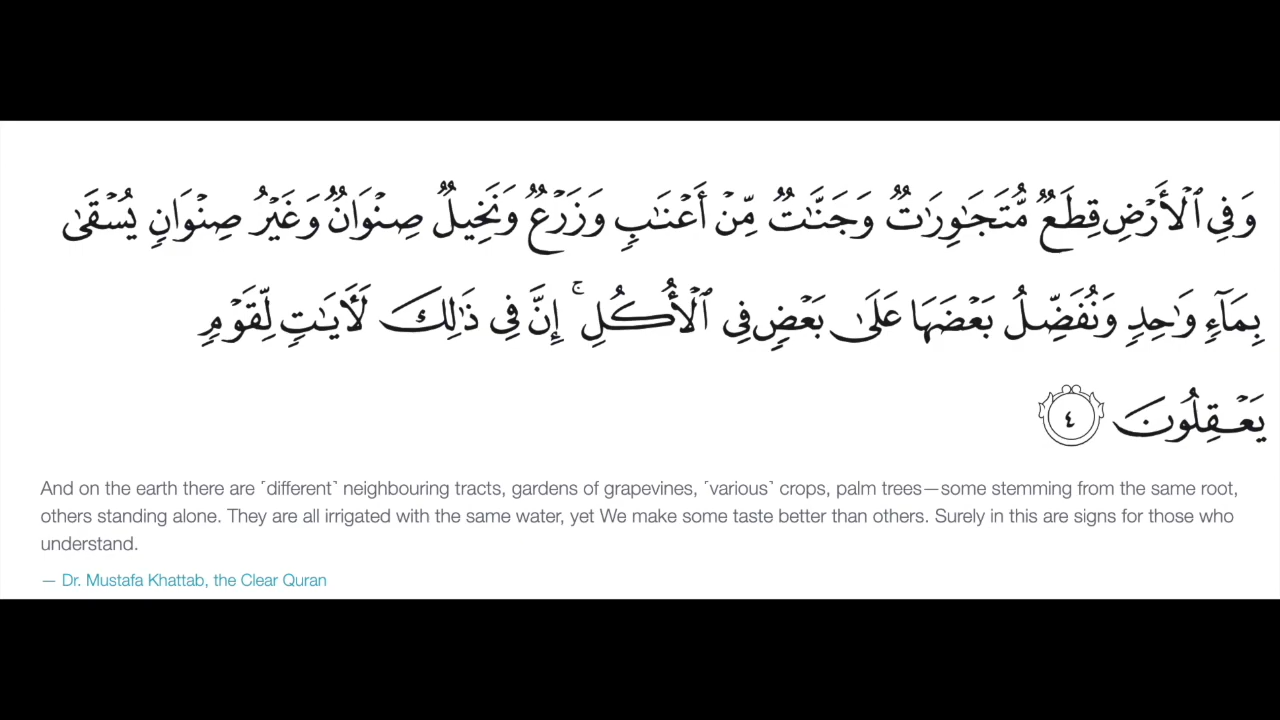 وَفِى ٱلْأَرْضِ قِطَعٌ مُّتَجَـٰوِرَٰتٌ وَجَنَّـٰتٌ مِّنْ أَعْنَـٰبٍ وَزَرْعٌ وَنَخِيلٌ صِنْوَانٌ وَغَيْرُ صِنْوَانٍ يُسْقَىٰ
بِمَآءٍ وَٰحِدٍ وَنُفَضِّلُ بَعْضَهَا عَلَىٰ بَعْضٍ فِى ٱلْأُكُلِ ۚ إِنَّ فِى ذَٰلِكَ لَـَٔايَـٰتٍ لِّقَوْمٍ
يَعْقِلُونَ ٤
And on the earth there are ˹different˺ neighbouring tracts, gardens of grapevines, ˹various˺ crops, palm trees—some stemming from the same root,
others standing alone. They are all irrigated with the same water, yet We make some taste better than others. Surely in this are signs for those who
understand.
— Dr. Mustafa Khattab, the Clear Quran